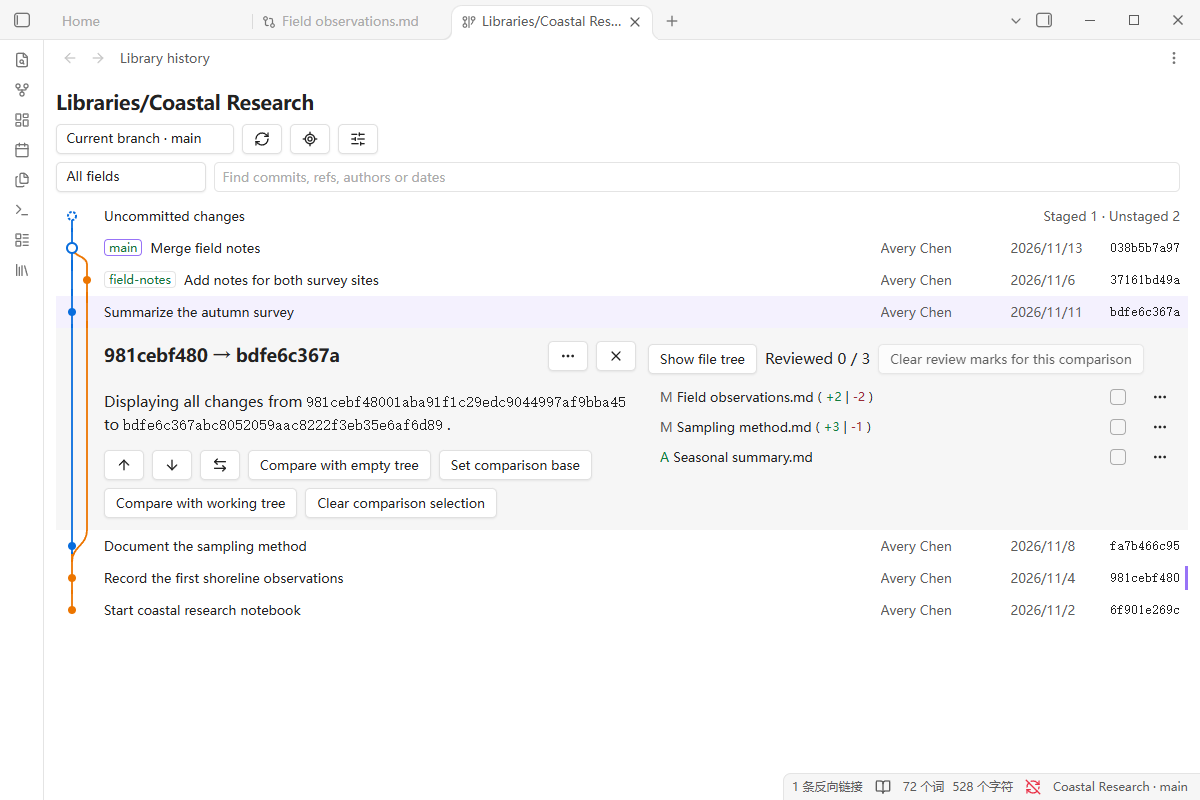 Home
Field observations.md
Libraries/Coastal Res...
Library history
Libraries/Coastal Research
Current branch · main
All fields
Find commits, refs, authors or dates
Uncommitted changes Staged 1 · Unstaged 2
main Merge field notes Avery Chen 2026/11/13 038b5b7a97
field-notes Add notes for both survey sites Avery Chen 2026/11/6 37161bd49a
Summarize the autumn survey Avery Chen 2026/11/11 bdfe6c367a
981cebf480 → bdfe6c367a
Displaying all changes from 981cebf48001aba91f1c29edc9044997af9bba45
to bdfe6c367abc8052059aac8222f3eb35e6af6d89 .
Compare with empty tree
Set comparison base
Compare with working tree
Clear comparison selection
Show file tree
Reviewed 0 / 3
Clear review marks for this comparison
M Field observations.md ( +2 | -2 )
M Sampling method.md ( +3 | -1 )
A Seasonal summary.md
Document the sampling method Avery Chen 2026/11/8 fa7b466c95
Record the first shoreline observations Avery Chen 2026/11/4 981cebf480
Start coastal research notebook Avery Chen 2026/11/2 6f901e269c
1 条反向链接 72 个词 528 个字符 Coastal Research · main